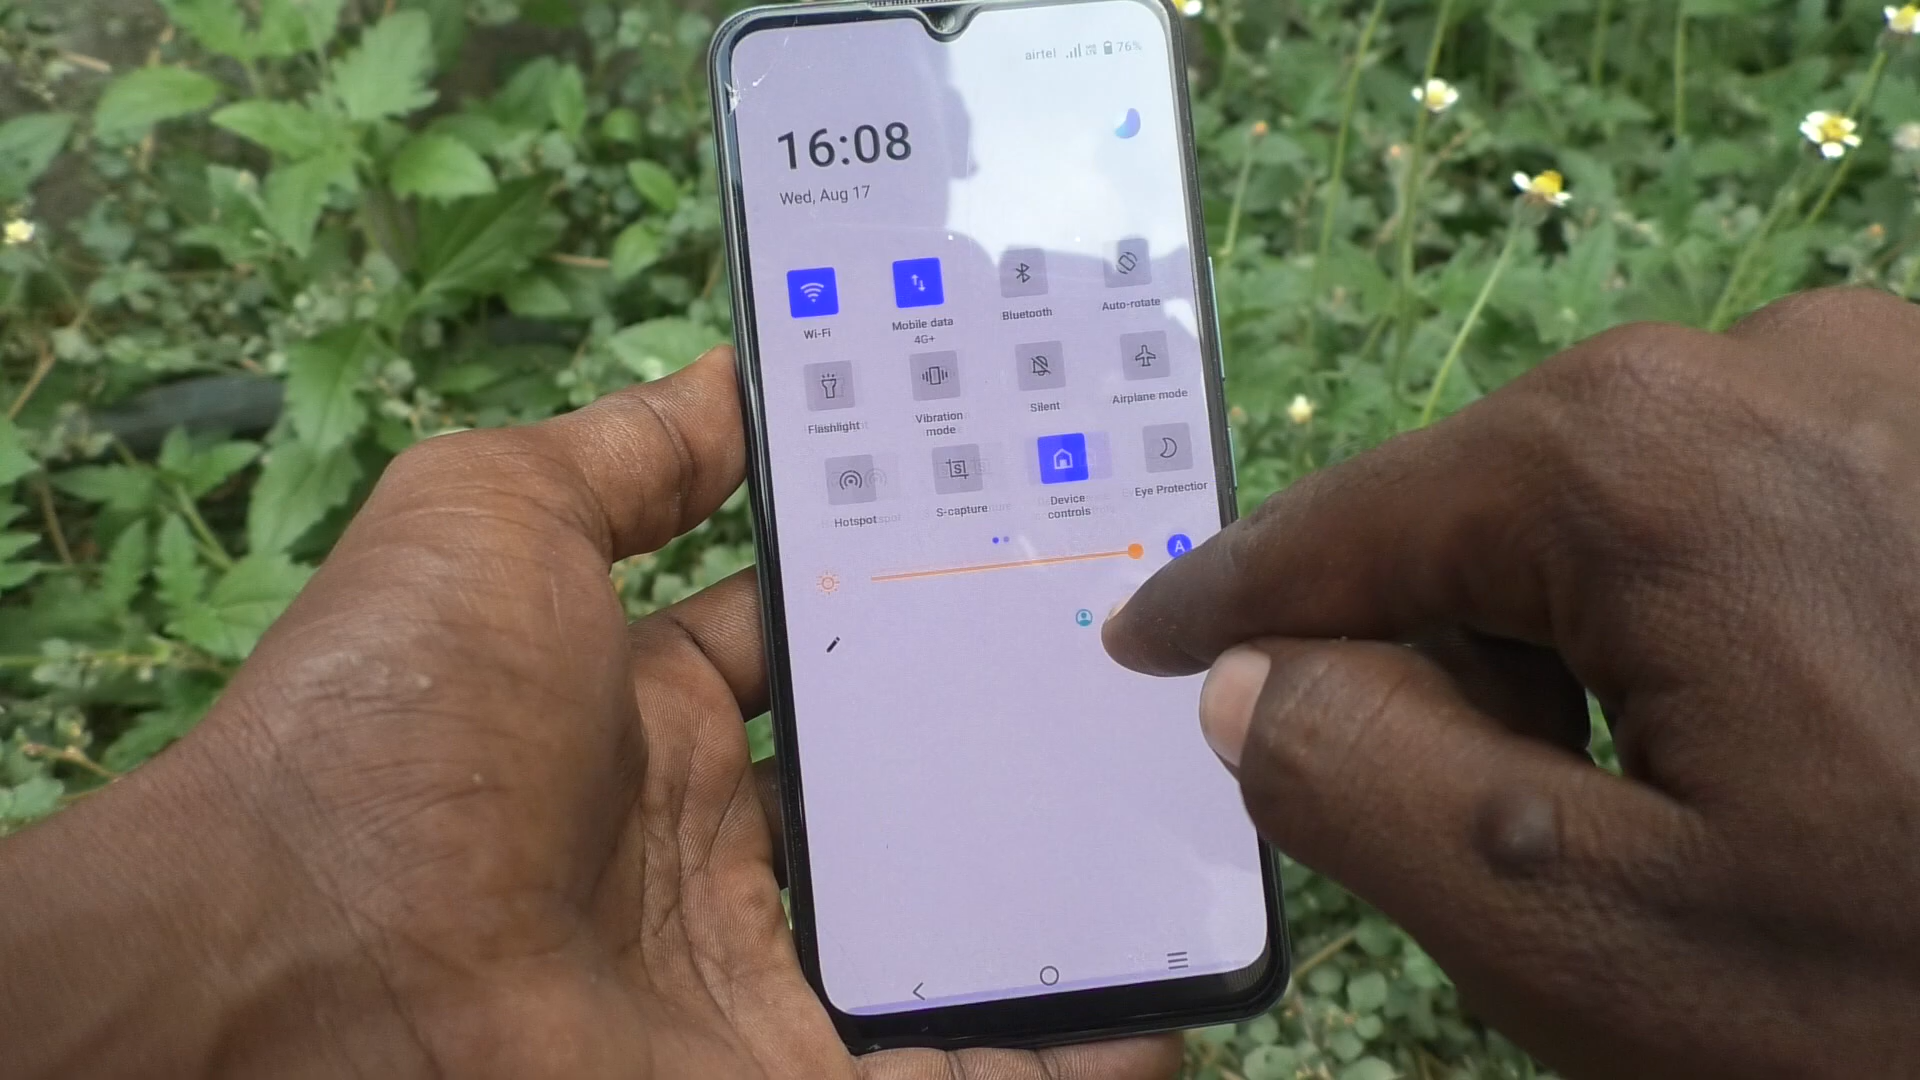 airtel 76%
16:08
Wed, Aug 17
Wi-Fi
Mobile data
4G+
Bluetooth
Auto-rotate
Flashlight
Vibration
mode
Silent
Airplane mode
Hotspot
S-capture
Device
controls
Eye Protection
A